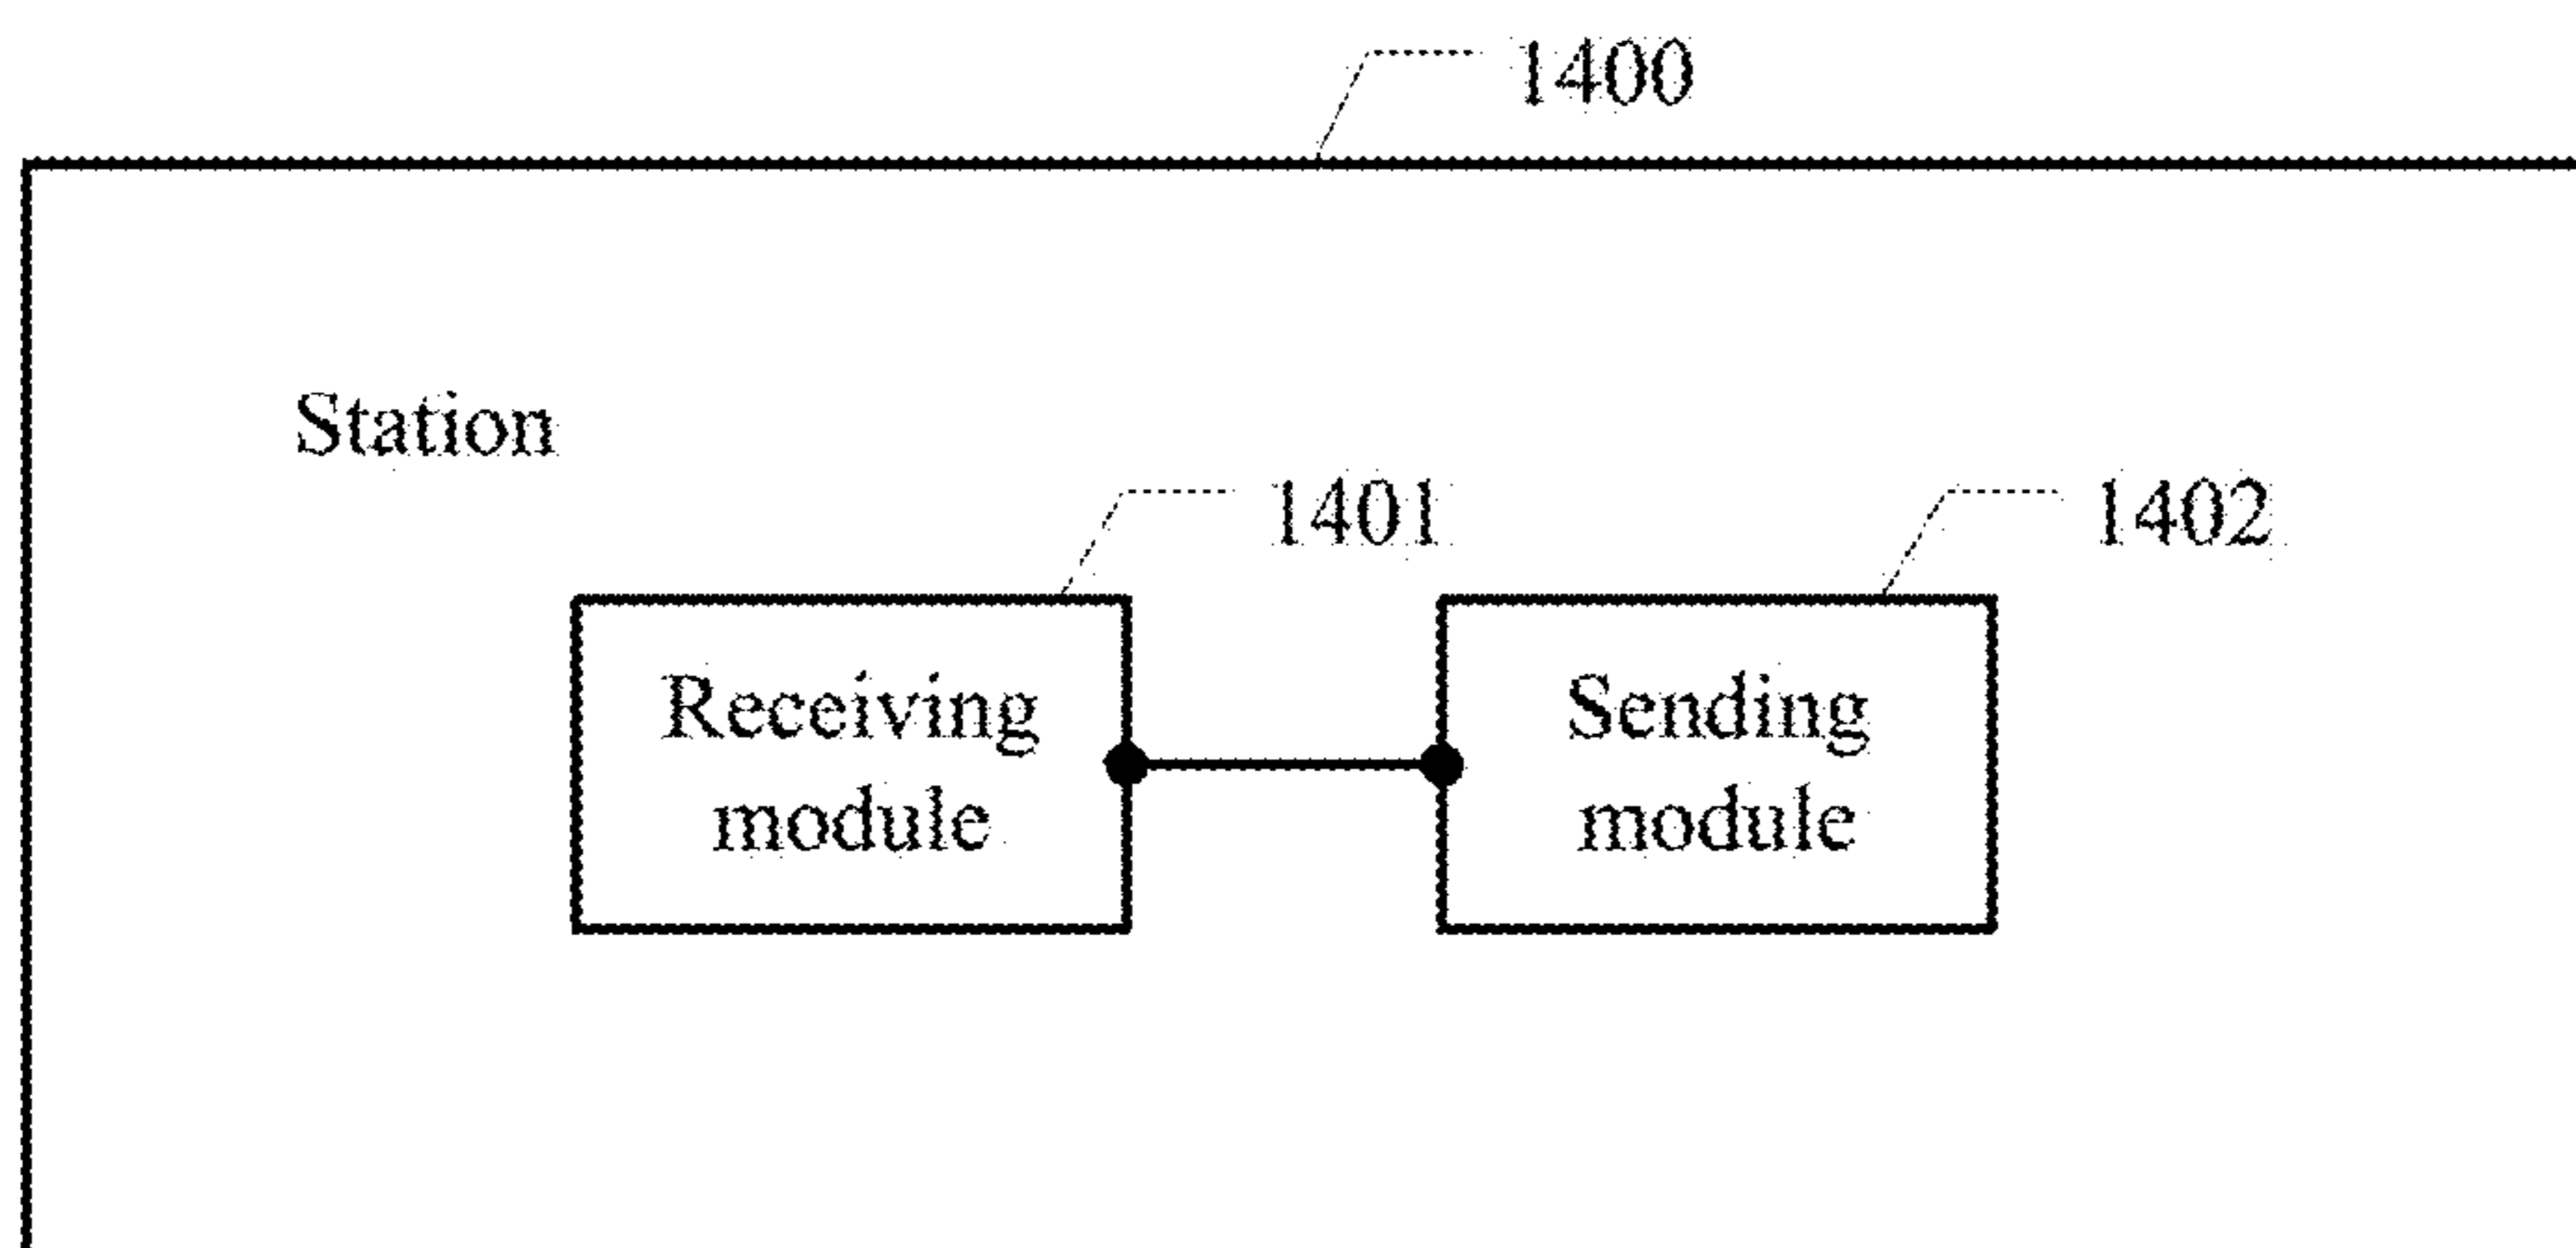 1400
Station
1401
1402
Receiving
module
Sending
module